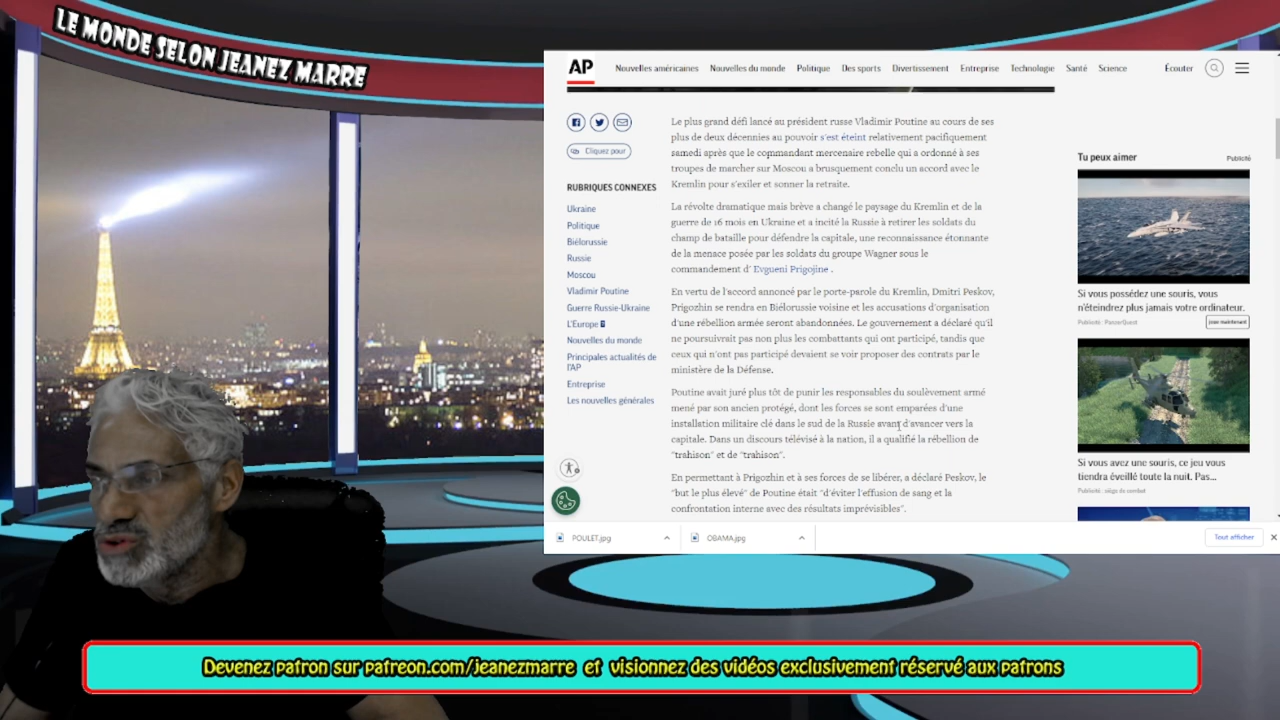 LE MONDE SELON JEANEZ MARRE
AP
Nouvelles américaines Nouvelles du monde Politique Des sports Divertissement Entreprise Technologie Santé Science Écouter
Cliquez pour
RUBRIQUES CONNEXES
Ukraine
Politique
Biélorussie
Russie
Moscou
Vladimir Poutine
Guerre Russie-Ukraine
L'Europe
Nouvelles du monde
Principales actualités de
l'AP
Entreprise
Les nouvelles générales
Le plus grand défi lancé au président russe Vladimir Poutine au cours de ses
plus de deux décennies au pouvoir s'est éteint relativement pacifiquement
samedi après que le commandant mercenaire rebelle qui a ordonné à ses
troupes de marcher sur Moscou a brusquement conclu un accord avec le
Kremlin pour s'exiler et sonner la retraite.
La révolte dramatique mais brève a changé le paysage du Kremlin et de la
guerre de 16 mois en Ukraine et a incité la Russie à retirer les soldats du
champ de bataille pour défendre la capitale, une reconnaissance étonnante
de la menace posée par les soldats du groupe Wagner sous le
commandement d' Evgueni Prigojine .
En vertu de l'accord annoncé par le porte-parole du Kremlin, Dmitri Peskov,
Prigozhin se rendra en Biélorussie voisine et les accusations d'organisation
d'une rébellion armée seront abandonnées. Le gouvernement a déclaré qu'il
ne poursuivrait pas non plus les combattants qui ont participé, tandis que
ceux qui n'ont pas participé devaient se voir proposer des contrats par le
ministère de la Défense.
Poutine avait juré plus tôt de punir les responsables du soulèvement armé
mené par son ancien protégé, dont les forces se sont emparées d'une
installation militaire clé dans le sud de la Russie avant d'avancer vers la
capitale. Dans un discours télévisé à la nation, il a qualifié la rébellion de
"trahison" et de "trahison".
En permettant à Prigozhin et à ses forces de se libérer, a déclaré Peskov, le
"but le plus élevé" de Poutine était "d'éviter l'effusion de sang et la
confrontation interne avec des résultats imprévisibles".
Tu peux aimer Publicité
Si vous possédez une souris, vous
n'éteindrez plus jamais votre ordinateur.
Publicité : PanzerQuest Joue maintenant
Si vous avez une souris, ce jeu vous
tiendra éveillé toute la nuit. Pas...
Publicité : siège de combat
POULET.jpg OBAMA.jpg Tout afficher
Devenez patron sur patreon.com/jeanezmarre et visionnez des vidéos exclusivement réservé aux patrons